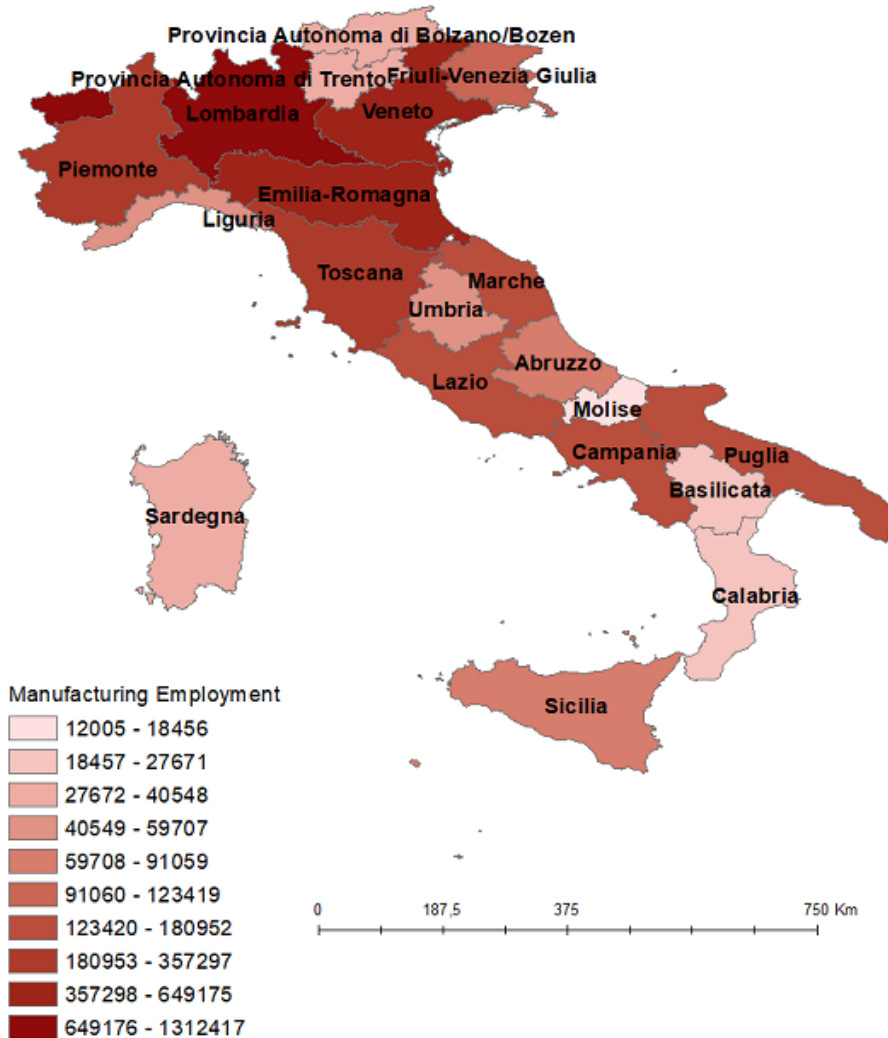 Provincia Autonoma di Bolzano/Bozen
Provincia Autonoma di Trento
Friuli-Venezia Giulia
Lombardia
Veneto
Piemonte
Emilia-Romagna
Liguria
Toscana
Marche
Umbria
Abruzzo
Lazio
Molise
Campania
Puglia
Basilicata
Sardegna
Calabria
Sicilia
Manufacturing Employment
12005 - 18456
18457 - 27671
27672 - 40548
40549 - 59707
59708 - 91059
91060 - 123419
123420 - 180952
180953 - 357297
357298 - 649175
649176 - 1312417
0 187,5 375 750 Km